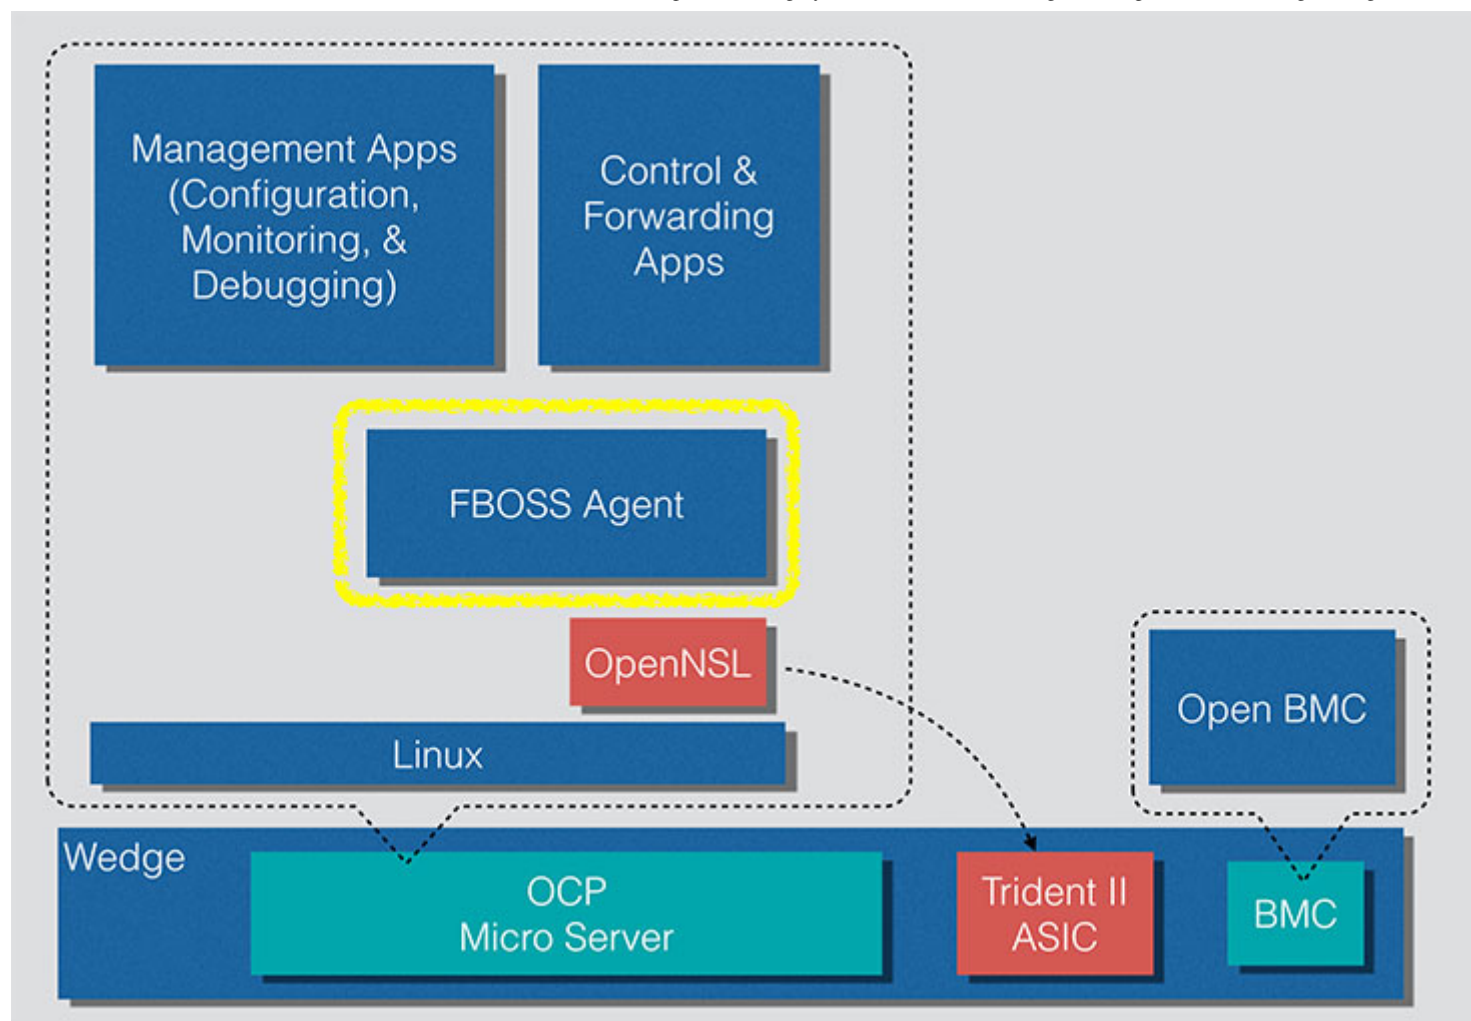 Management Apps
(Configuration,
Monitoring, &
Debugging)
Control &
Forwarding
Apps
FBOSS Agent
OpenNSL
Open BMC
Linux
Wedge
OCP
Micro Server
Trident II
ASIC
BMC